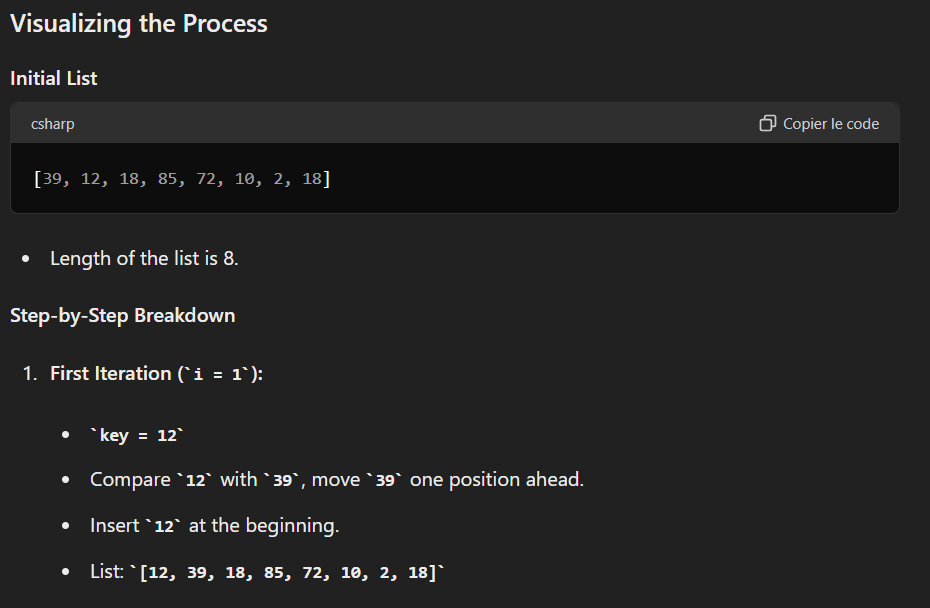 Visualizing the Process
Initial List
csharp
Copier le code
[39, 12, 18, 85, 72, 10, 2, 18]
• Length of the list is 8.
Step-by-Step Breakdown
1. First Iteration (`i = 1`):
• `key = 12`
• Compare `12` with `39`, move `39` one position ahead.
• Insert `12` at the beginning.
• List: `[12, 39, 18, 85, 72, 10, 2, 18]`